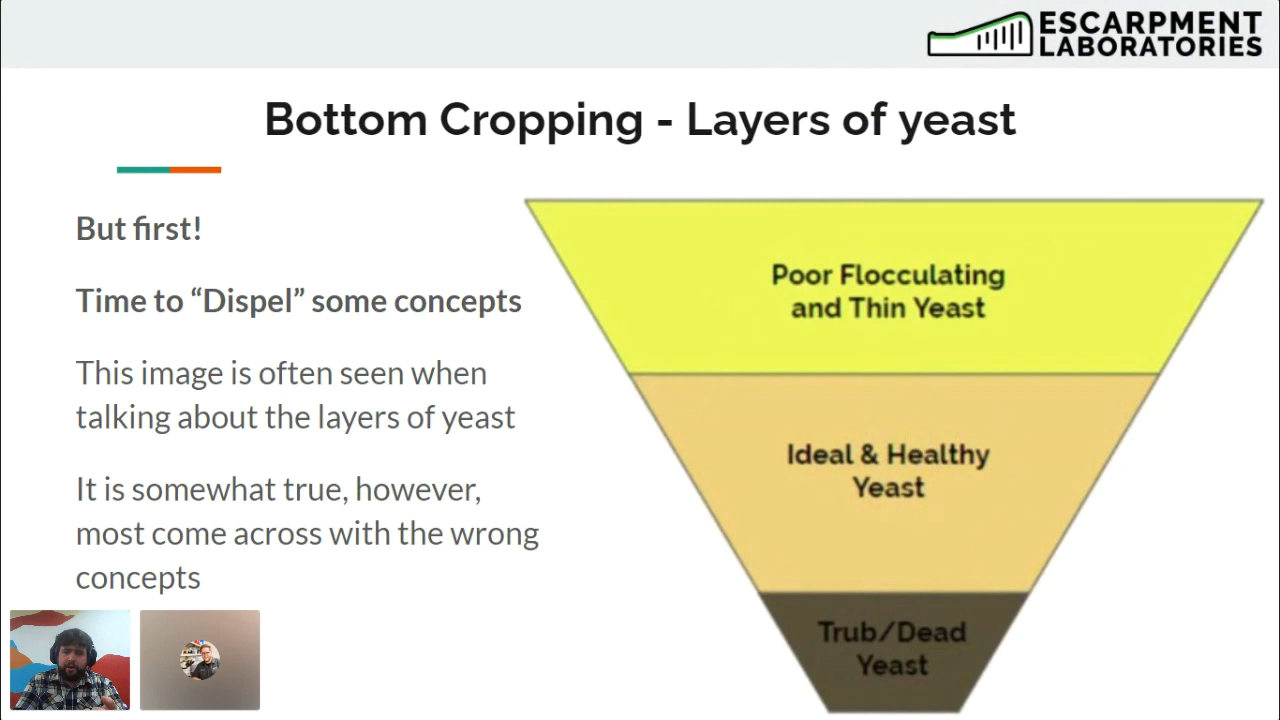 ESCARPMENT
LABORATORIES
Bottom Cropping - Layers of yeast
But first!
Time to “Dispel” some concepts
This image is often seen when
talking about the layers of yeast
It is somewhat true, however,
most come across with the wrong
concepts
Poor Flocculating
and Thin Yeast
Ideal & Healthy
Yeast
Trub/Dead
Yeast